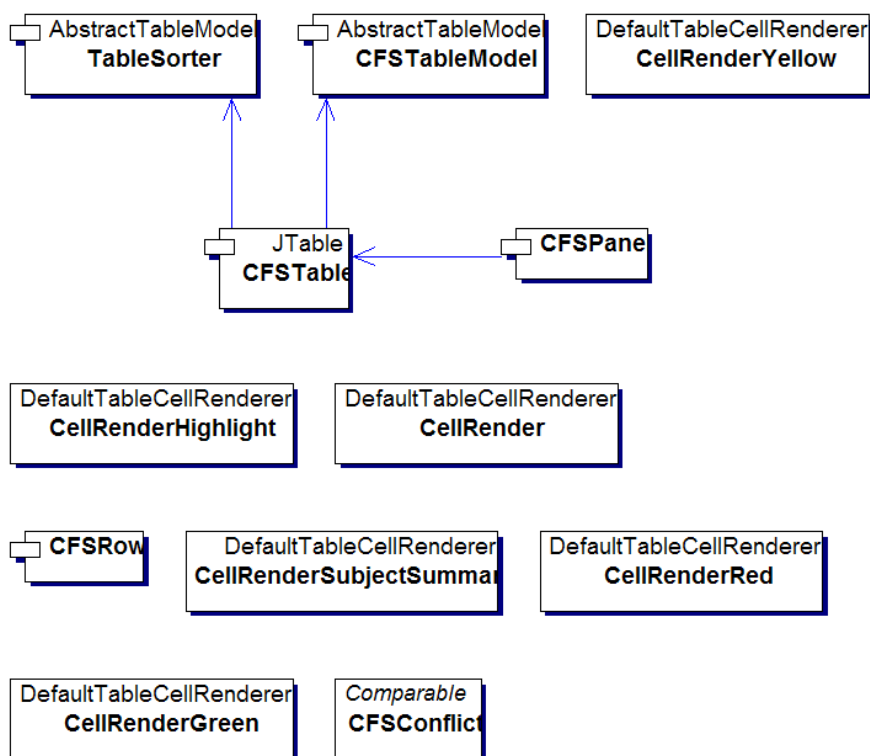 AbstractTableModel
TableSorter
AbstractTableModel
CFSTableModel
DefaultTableCellRenderer
CellRenderYellow
JTable
CFSTable
CFSPane
DefaultTableCellRenderer
CellRenderHighlight
DefaultTableCellRenderer
CellRender
CFSRow
DefaultTableCellRenderer
CellRenderSubjectSummar
DefaultTableCellRenderer
CellRenderRed
DefaultTableCellRenderer
CellRenderGreen
Comparable
CFSConflict